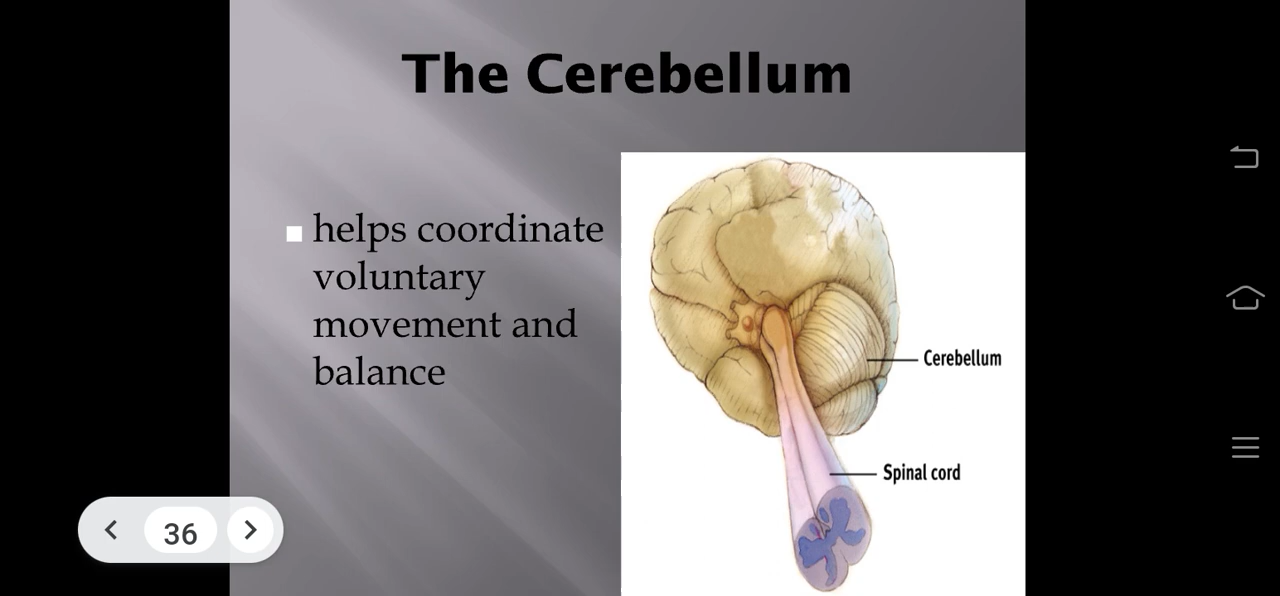 The Cerebellum
helps coordinate
voluntary
movement and
balance
Cerebellum
Spinal cord
36